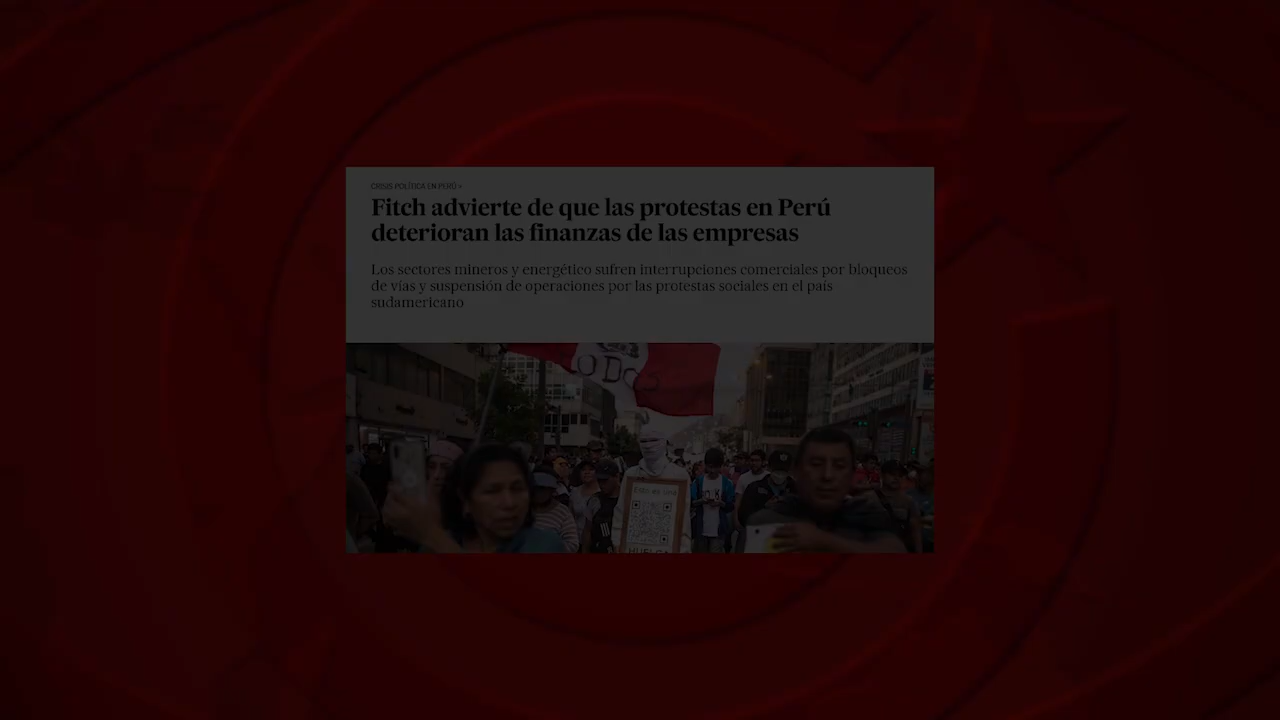 CRISIS POLÍTICA EN PERÚ ›
Fitch advierte de que las protestas en Perú
deterioran las finanzas de las empresas
Los sectores mineros y energético sufren interrupciones comerciales por bloqueos
de vías y suspensión de operaciones por las protestas sociales en el país
sudamericano
ODOS
HUELGA